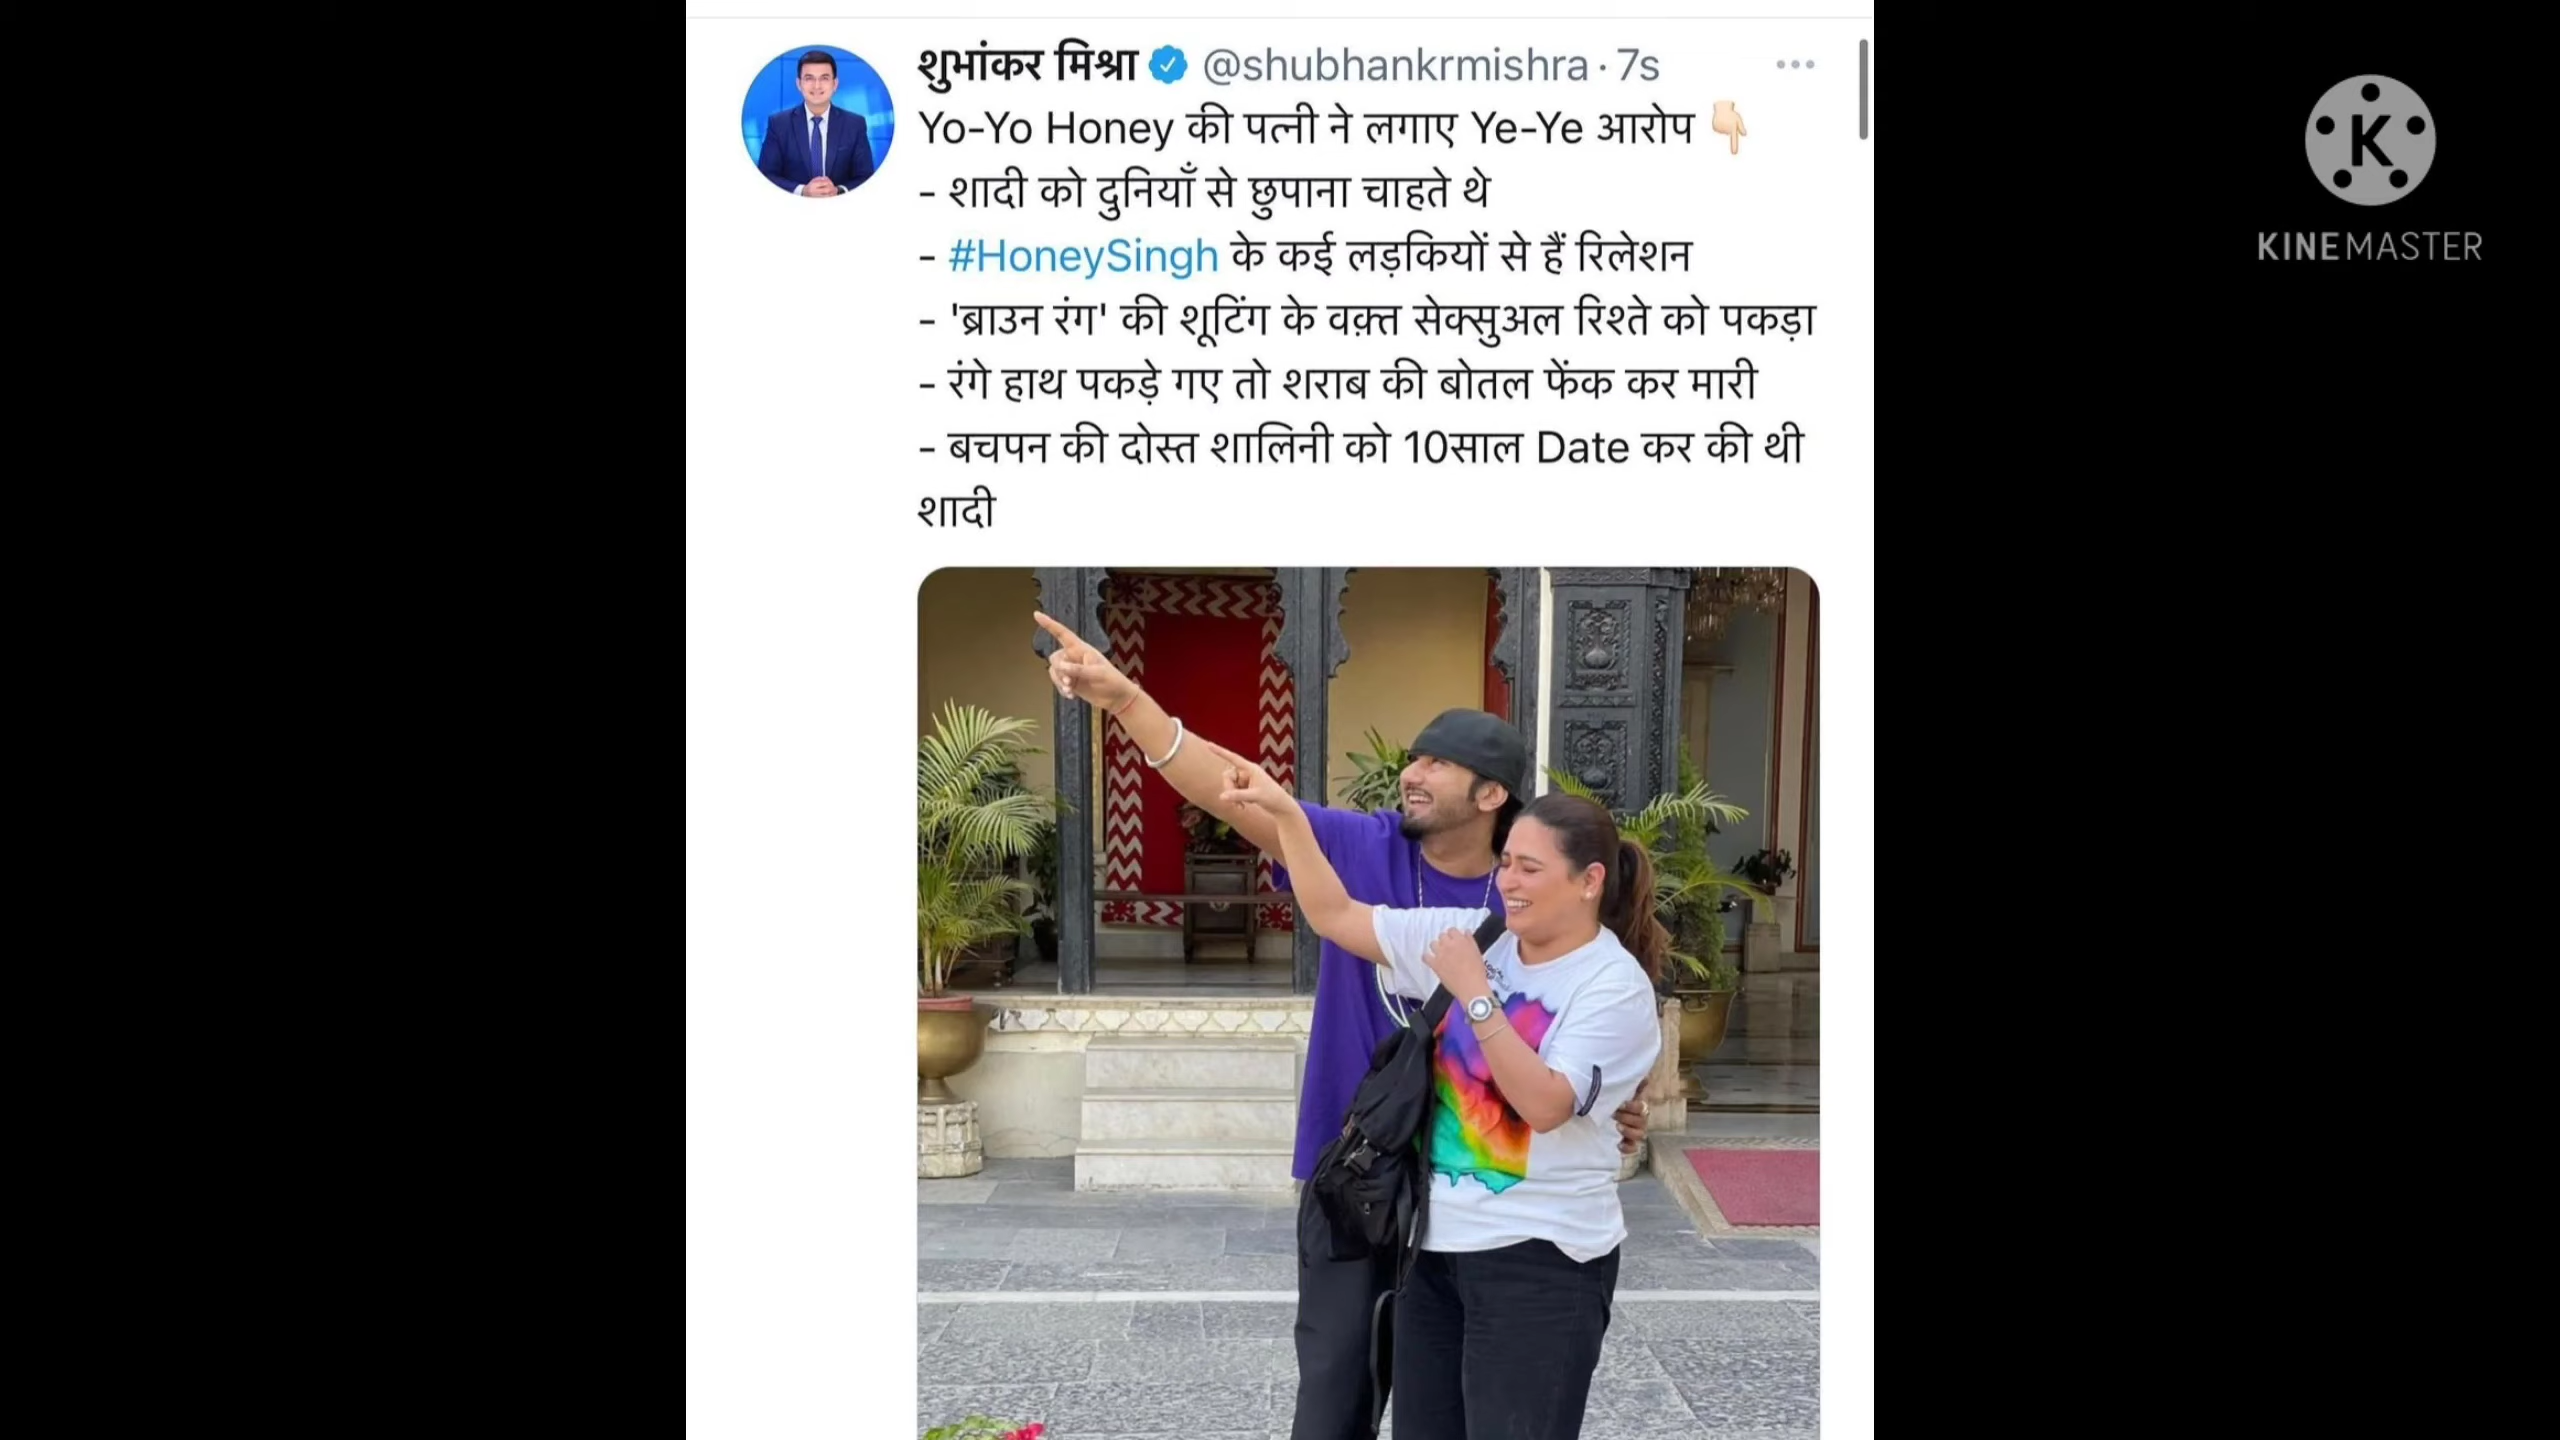 शुभांकर मिश्रा @shubhankrmishra · 7s
Yo-Yo Honey की पत्नी ने लगाए Ye-Ye आरोप 👇🏻
- शादी को दुनियाँ से छुपाना चाहते थे
- #HoneySingh के कई लड़कियों से हैं रिलेशन
- 'ब्राउन रंग' की शूटिंग के वक़्त सेक्सुअल रिश्ते को पकड़ा
- रंगे हाथ पकड़े गए तो शराब की बोतल फेंक कर मारी
- बचपन की दोस्त शालिनी को 10साल Date कर की थी
शादी
K
KINEMASTER